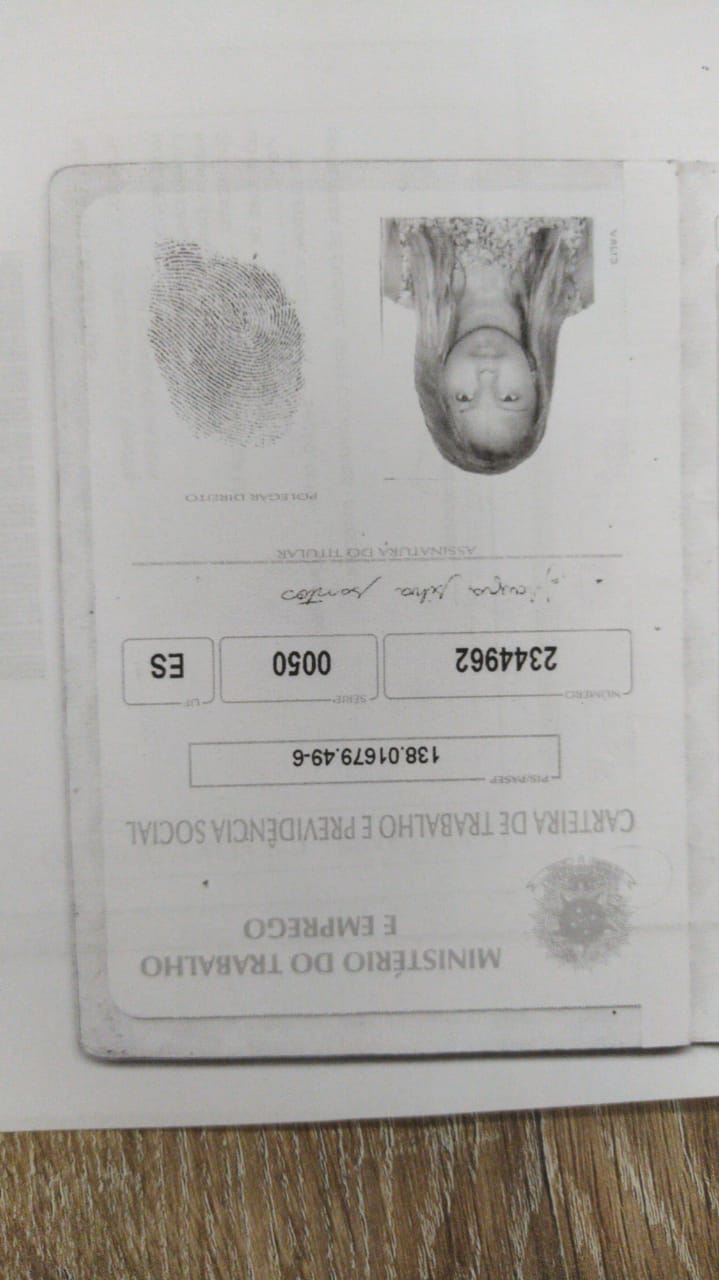 MINISTÉRIO DO TRABALHO
E EMPREGO
CARTEIRA DE TRABALHO E PREVIDÊNCIA SOCIAL
PIS/PASEP
138.01679.49-6
NÚMERO
2344962
SÉRIE
0050
UF
ES
santos
ASSINATURA DO TITULAR
POLEGAR DIREITO